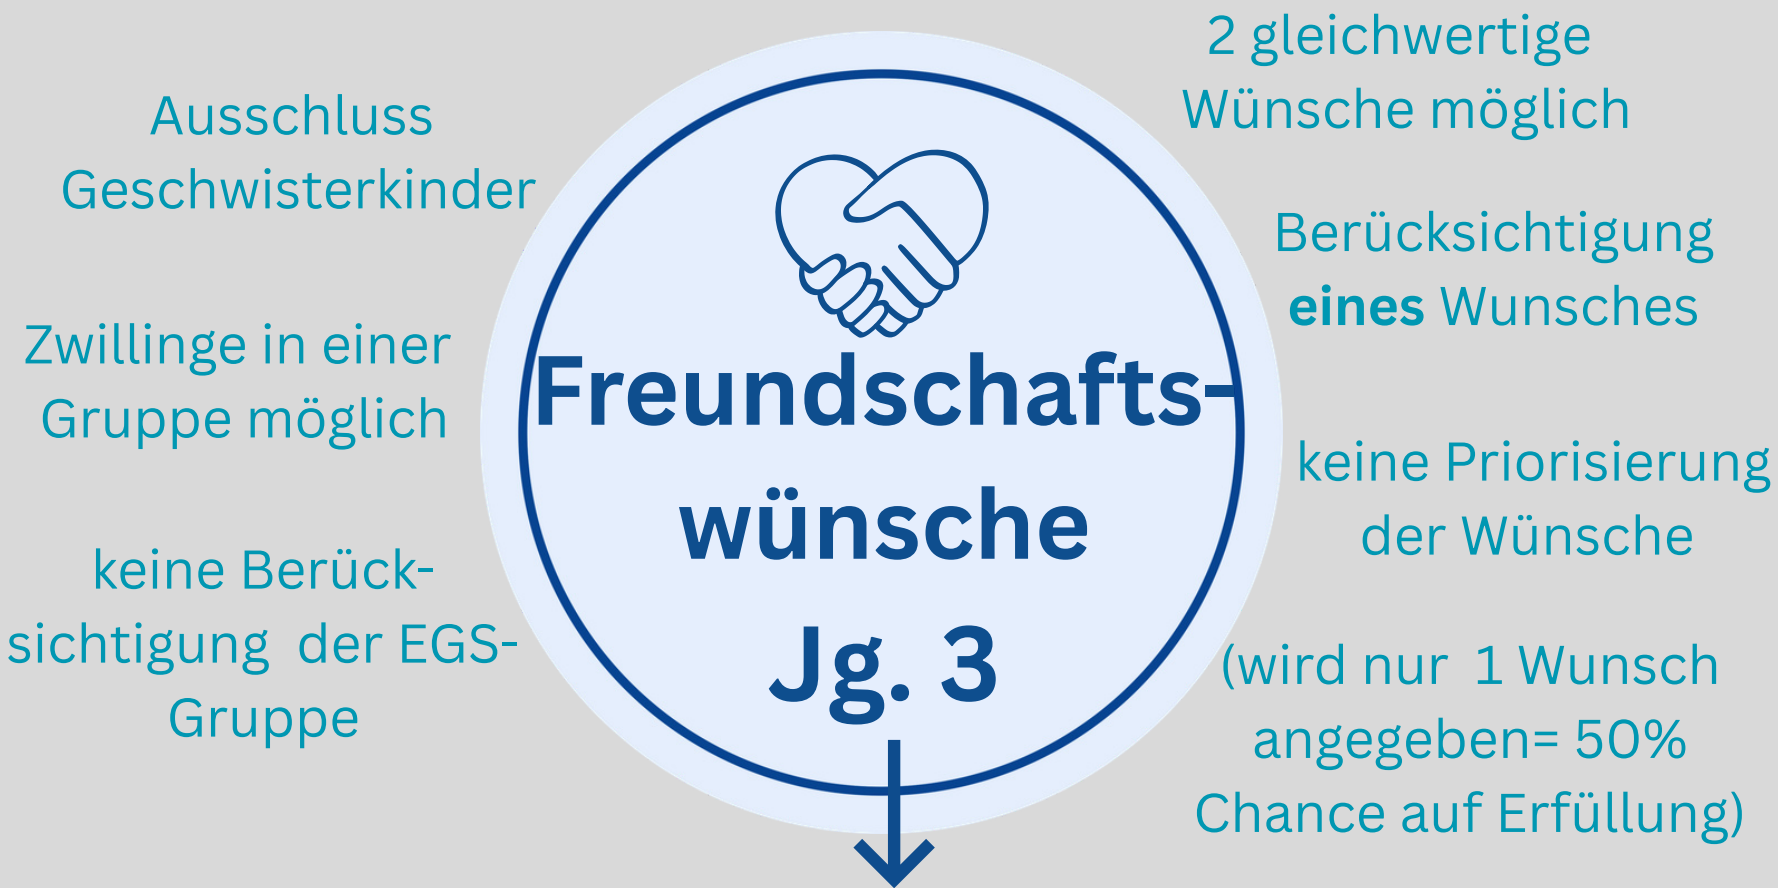 Ausschluss
Geschwisterkinder
Zwillinge in einer
Gruppe möglich
keine Berück-
sichtigung der EGS-
Gruppe
Freundschafts-
wünsche
Jg. 3
2 gleichwertige
Wünsche möglich
Berücksichtigung
eines Wunsches
keine Priorisierung
der Wünsche
(wird nur 1 Wunsch
angegeben= 50%
Chance auf Erfüllung)